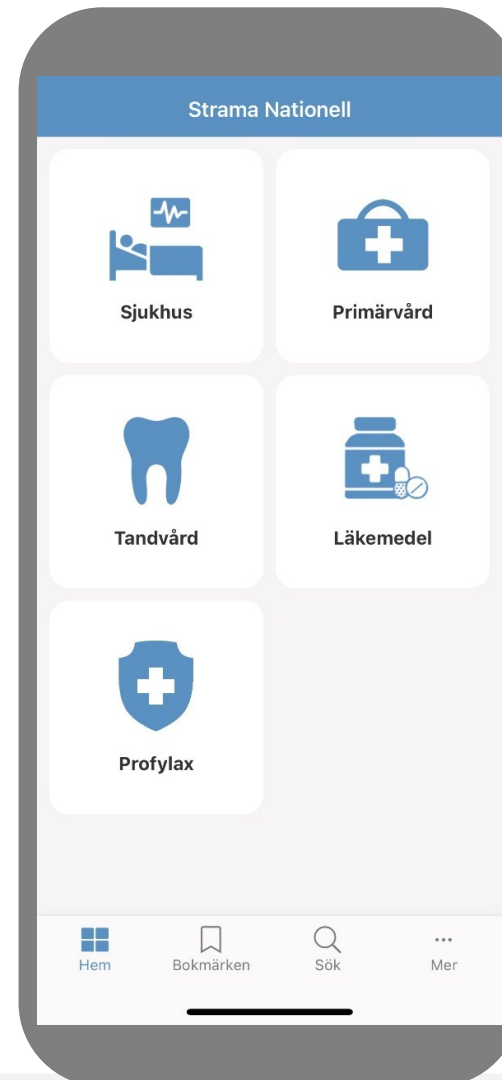 Strama Nationell
Sjukhus
Primärvård
Tandvård
Läkemedel
Profylax
Hem
Bokmärken
Sök
Mer